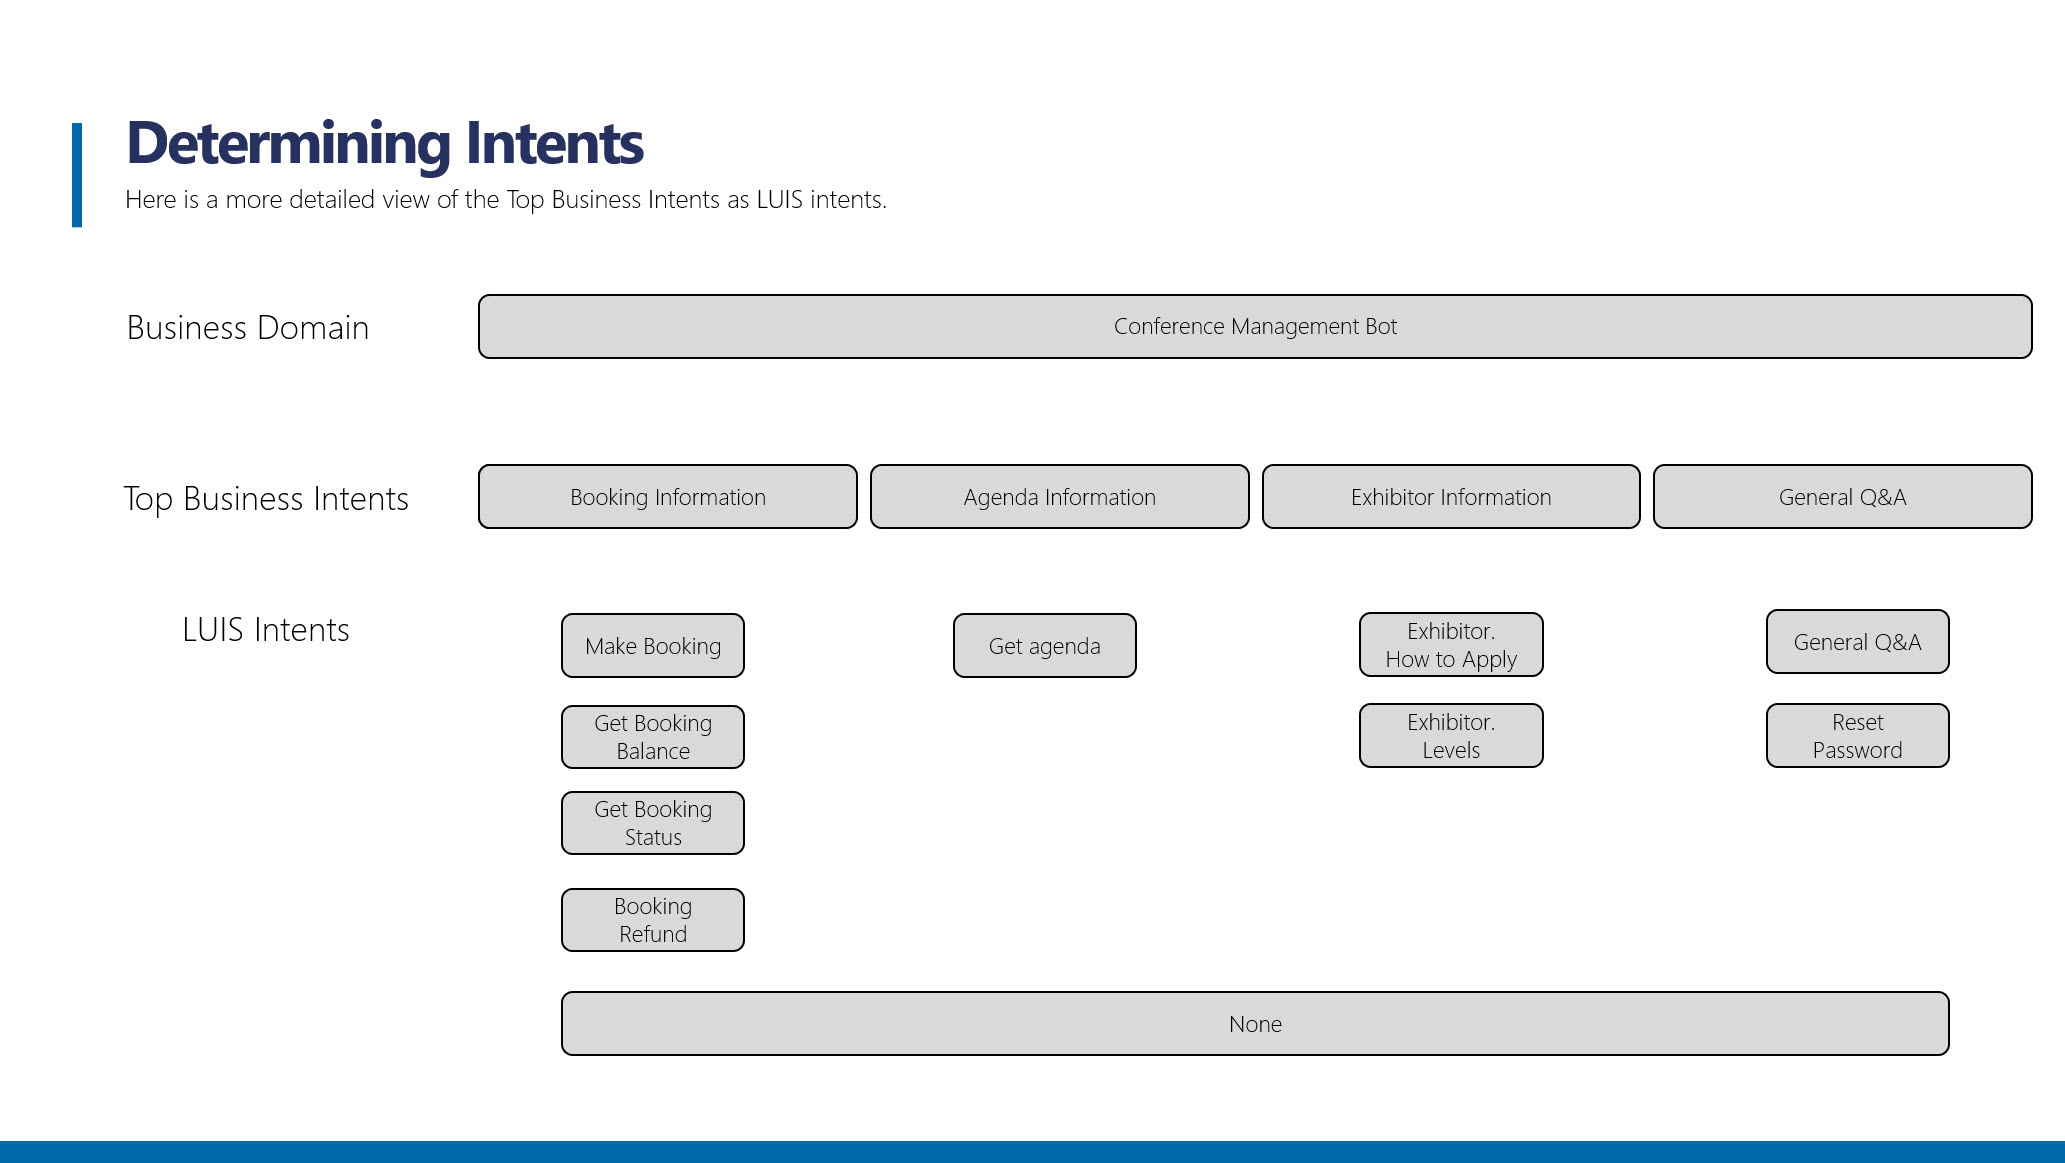 Determining Intents
Here is a more detailed view of the Top Business Intents as LUIS intents.
Business Domain
Conference Management Bot
Top Business Intents
Booking Information
Agenda Information
Exhibitor Information
General Q&A
LUIS Intents
Make Booking
Get agenda
Exhibitor.
How to Apply
General Q&A
Get Booking
Balance
Exhibitor.
Levels
Reset
Password
Get Booking
Status
Booking
Refund
None